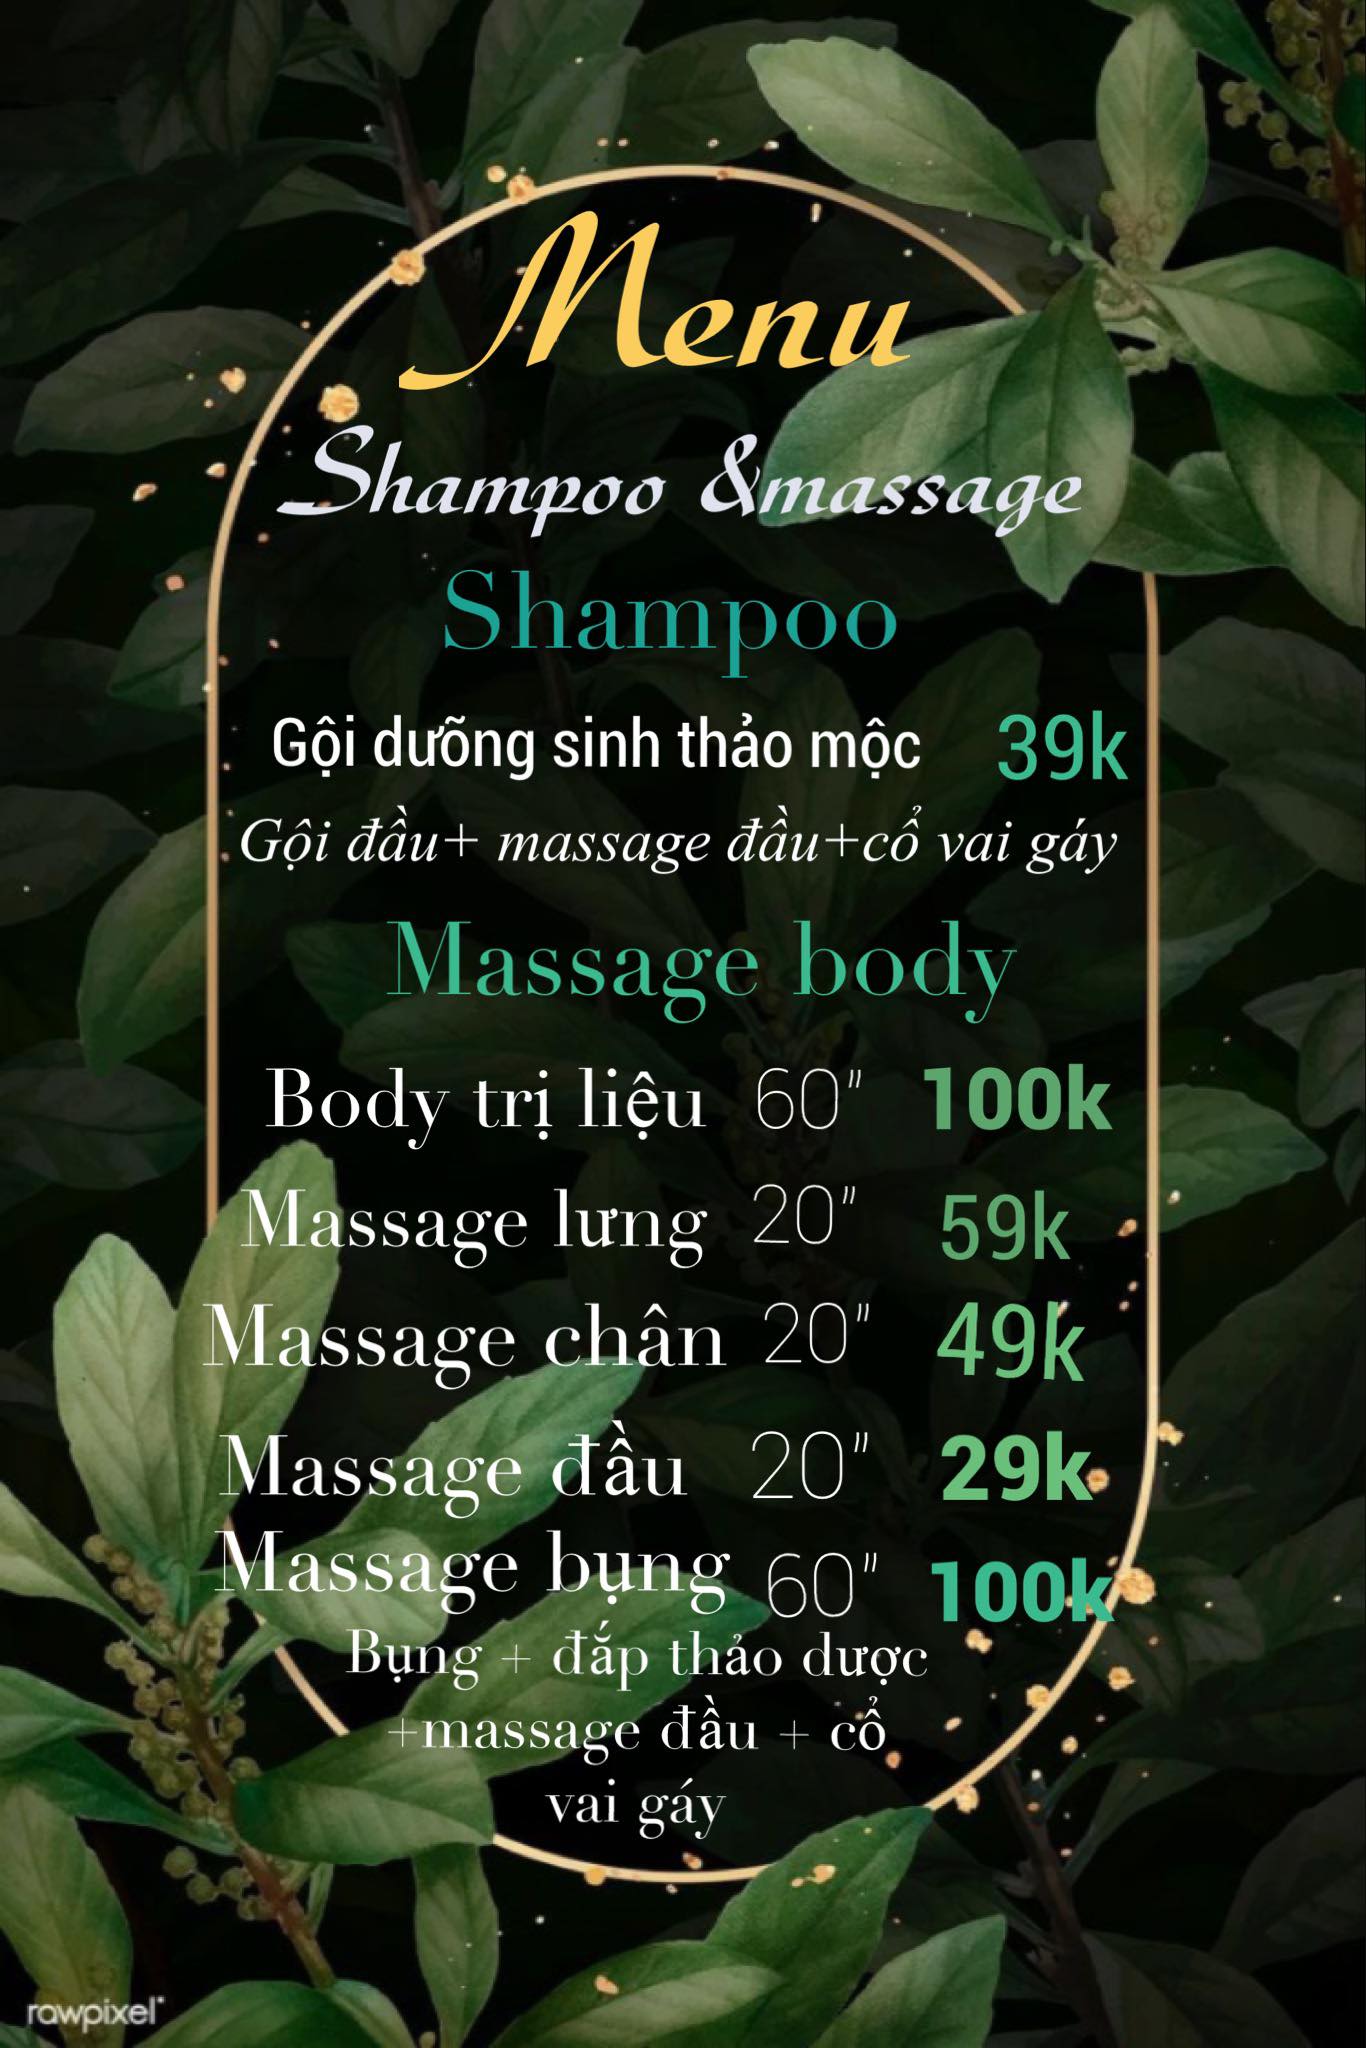 Menu
Shampoo &massage
Shampoo
Gội dưỡng sinh thảo mộc 39k
Gội đầu+ massage đầu+cổ vai gáy
Massage body
Body trị liệu 60" 100k
Massage lưng 20" 59k
Massage chân 20" 49k
Massage đầu 20" 29k
Massage bụng 60" 100k
Bụng + đắp thảo dược
+massage đầu + cổ
vai gáy
rawpixel